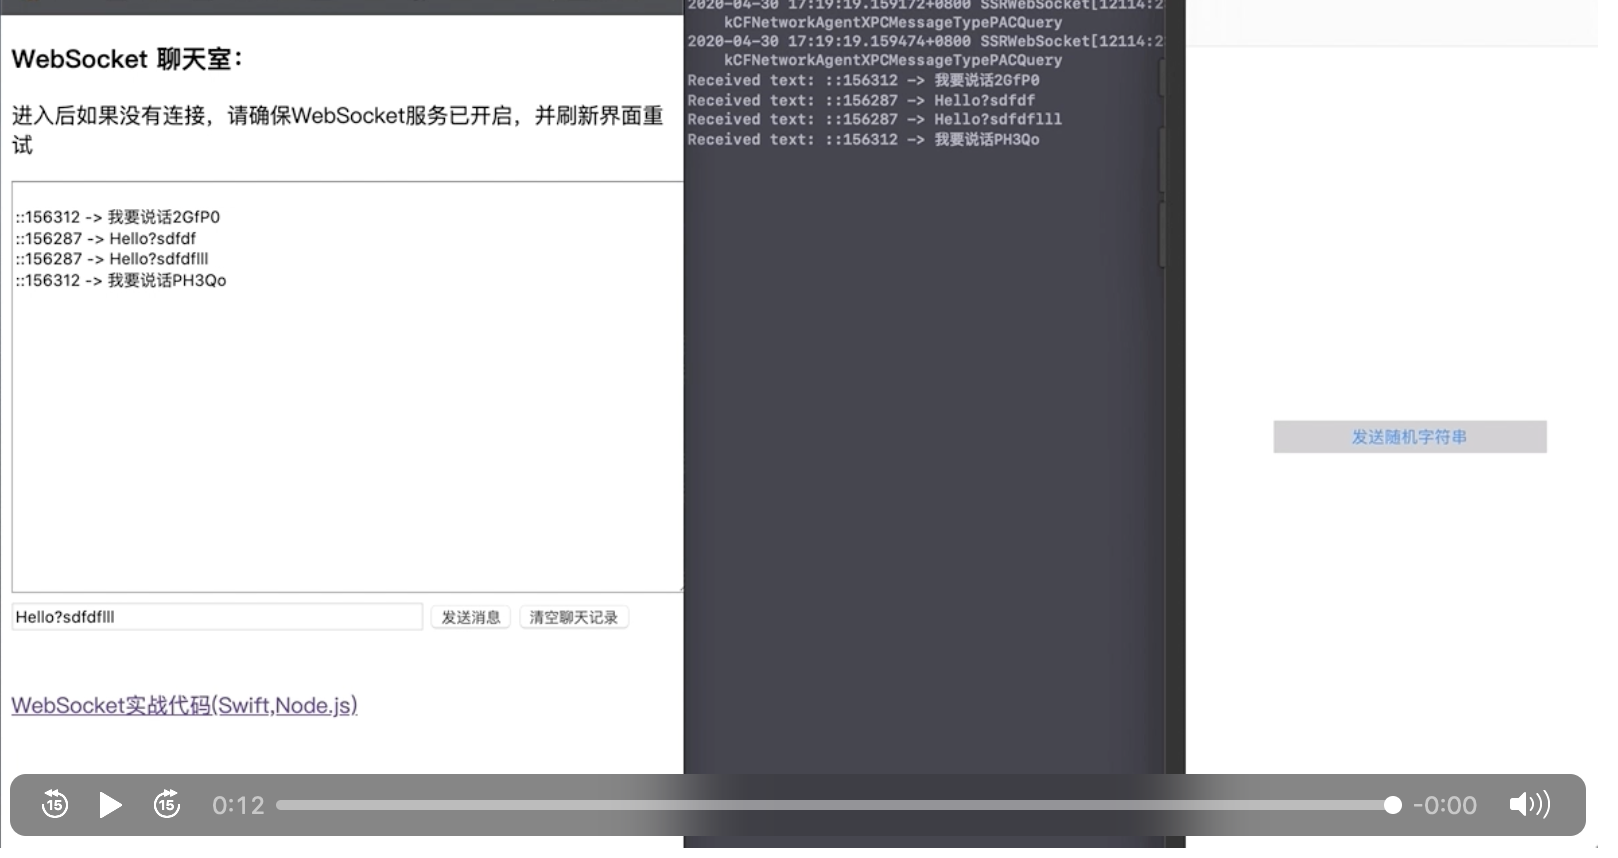 WebSocket 聊天室：
进入后如果没有连接，请确保WebSocket服务已开启，并刷新界面重
试
::156312 -> 我要说话2GfP0
::156287 -> Hello?sdfdf
::156287 -> Hello?sdfdflll
::156312 -> 我要说话PH3Qo
Hello?sdfdflll
发送消息
清空聊天记录
WebSocket实战代码(Swift,Node.js)
2020-04-30 17:19:19.159172+0800 SSRWebSocket[12114:2
kCFNetworkAgentXPCMessageTypePACQuery
2020-04-30 17:19:19.159474+0800 SSRWebSocket[12114:2
kCFNetworkAgentXPCMessageTypePACQuery
Received text: ::156312 -> 我要说话2GfP0
Received text: ::156287 -> Hello?sdfdf
Received text: ::156287 -> Hello?sdfdflll
Received text: ::156312 -> 我要说话PH3Qo
发送随机字符串
15
15
0:12
-0:00